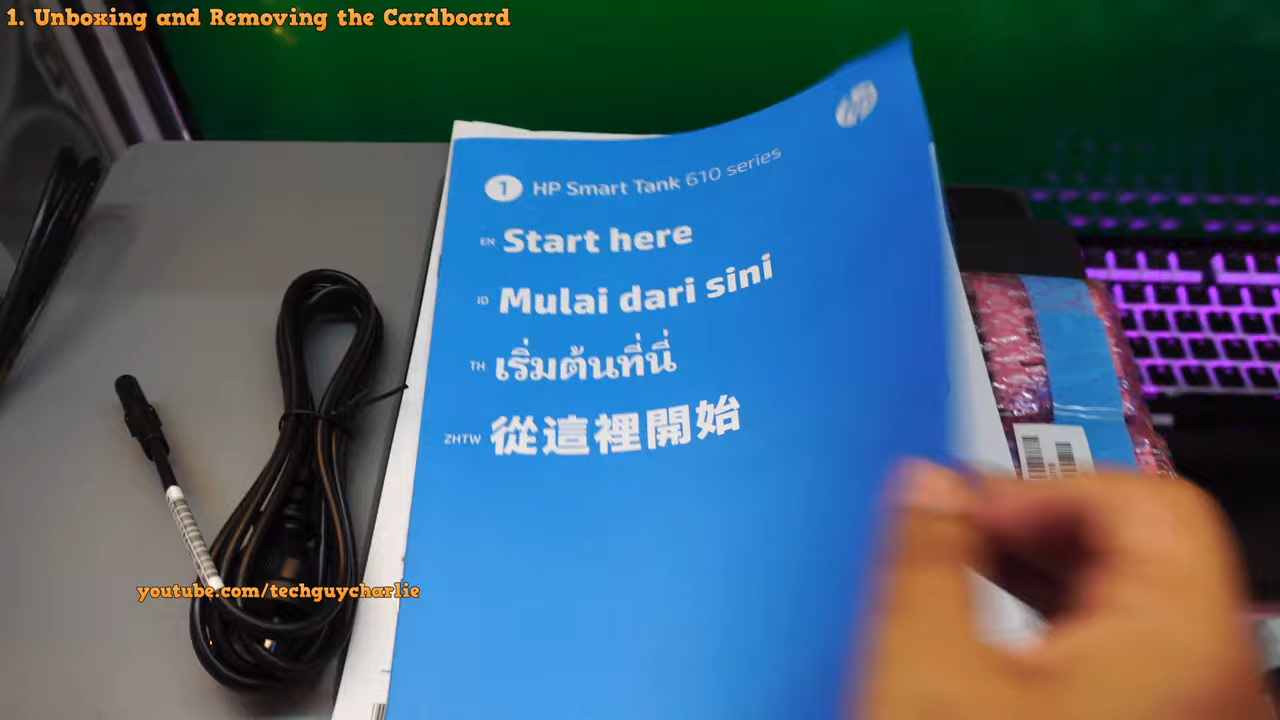 1. Unboxing and Removing the Cardboard
hp
1 HP Smart Tank 610 series
EN Start here
ID Mulai dari sini
TH เริ่มต้นที่นี่
ZHTW 從這裡開始
youtube.com/techguycharlie